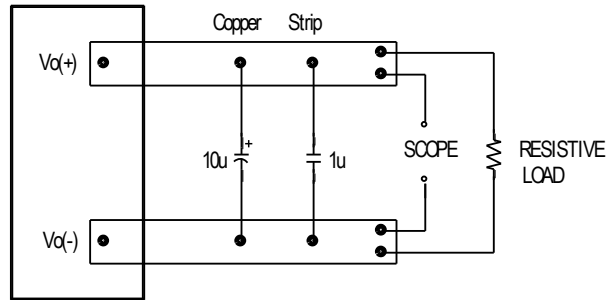 Copper Strip
Vo(+)
10u
+
1u
SCOPE
RESISTIVE
LOAD
Vo(-)